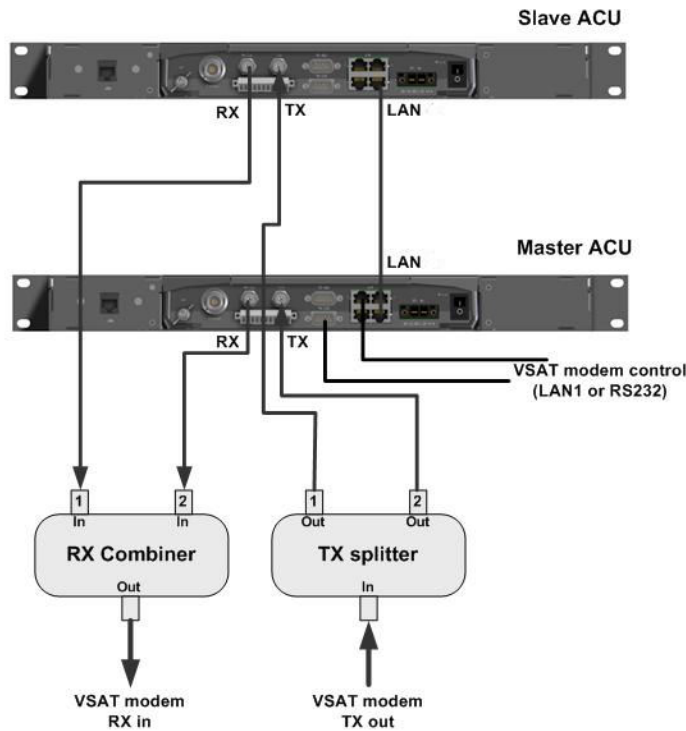 Slave ACU
RX
TX
LAN
Master ACU
LAN
RX
TX
VSAT modem control
(LAN1 or RS232)
1
In
2
In
RX Combiner
Out
1
Out
2
Out
TX splitter
In
VSAT modem
RX in
VSAT modem
TX out